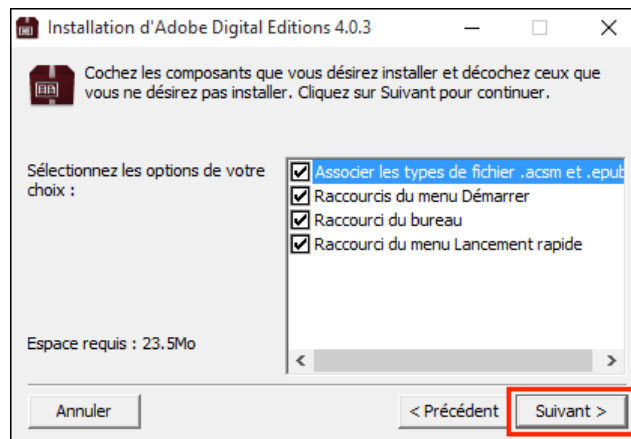 Installation d'Adobe Digital Editions 4.0.3
Cochez les composants que vous désirez installer et décochez ceux que
vous ne désirez pas installer. Cliquez sur Suivant pour continuer.
Sélectionnez les options de votre
choix :
Associer les types de fichier .acsm et .epub
Raccourcis du menu Démarrer
Raccourci du bureau
Raccourci du menu Lancement rapide
Espace requis : 23.5Mo
Annuler
< Précédent
Suivant >